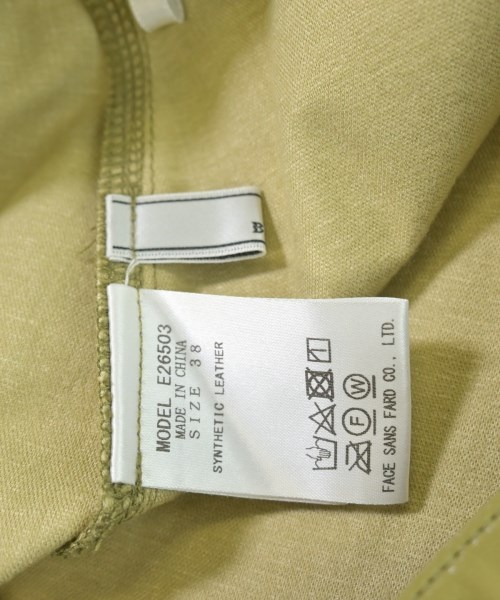 MODEL E26503
MADE IN CHINA
SIZE 38
SYNTHETIC LEATHER
F W
FACE SANS FARD CO., LTD.
B